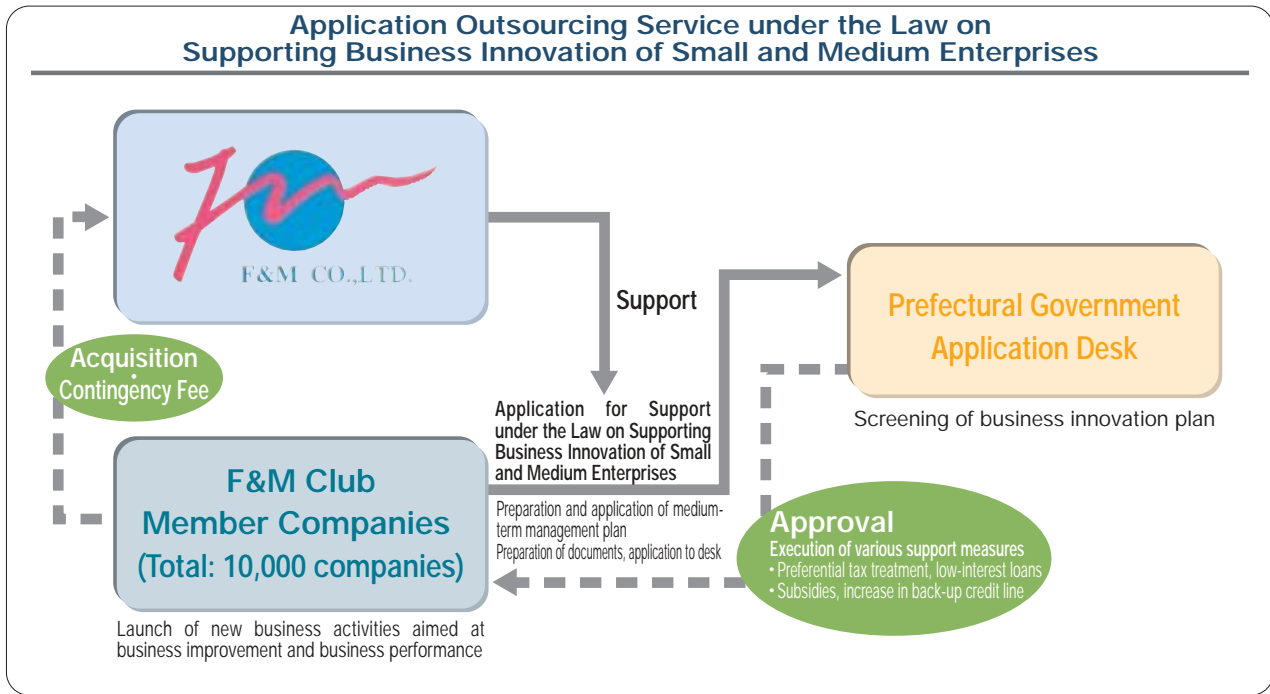 Application Outsourcing Service under the Law on
Supporting Business Innovation of Small and Medium Enterprises
F&M CO.,LTD.
Support
Prefectural Government
Application Desk
Screening of business innovation plan
Acquisition
•
Contingency Fee
Application for Support
under the Law on Supporting
Business Innovation of Small
and Medium Enterprises
Preparation and application of medium-
term management plan
Preparation of documents, application to desk
F&M Club
Member Companies
(Total: 10,000 companies)
Launch of new business activities aimed at
business improvement and business performance
Approval
Execution of various support measures
• Preferential tax treatment, low-interest loans
• Subsidies, increase in back-up credit line